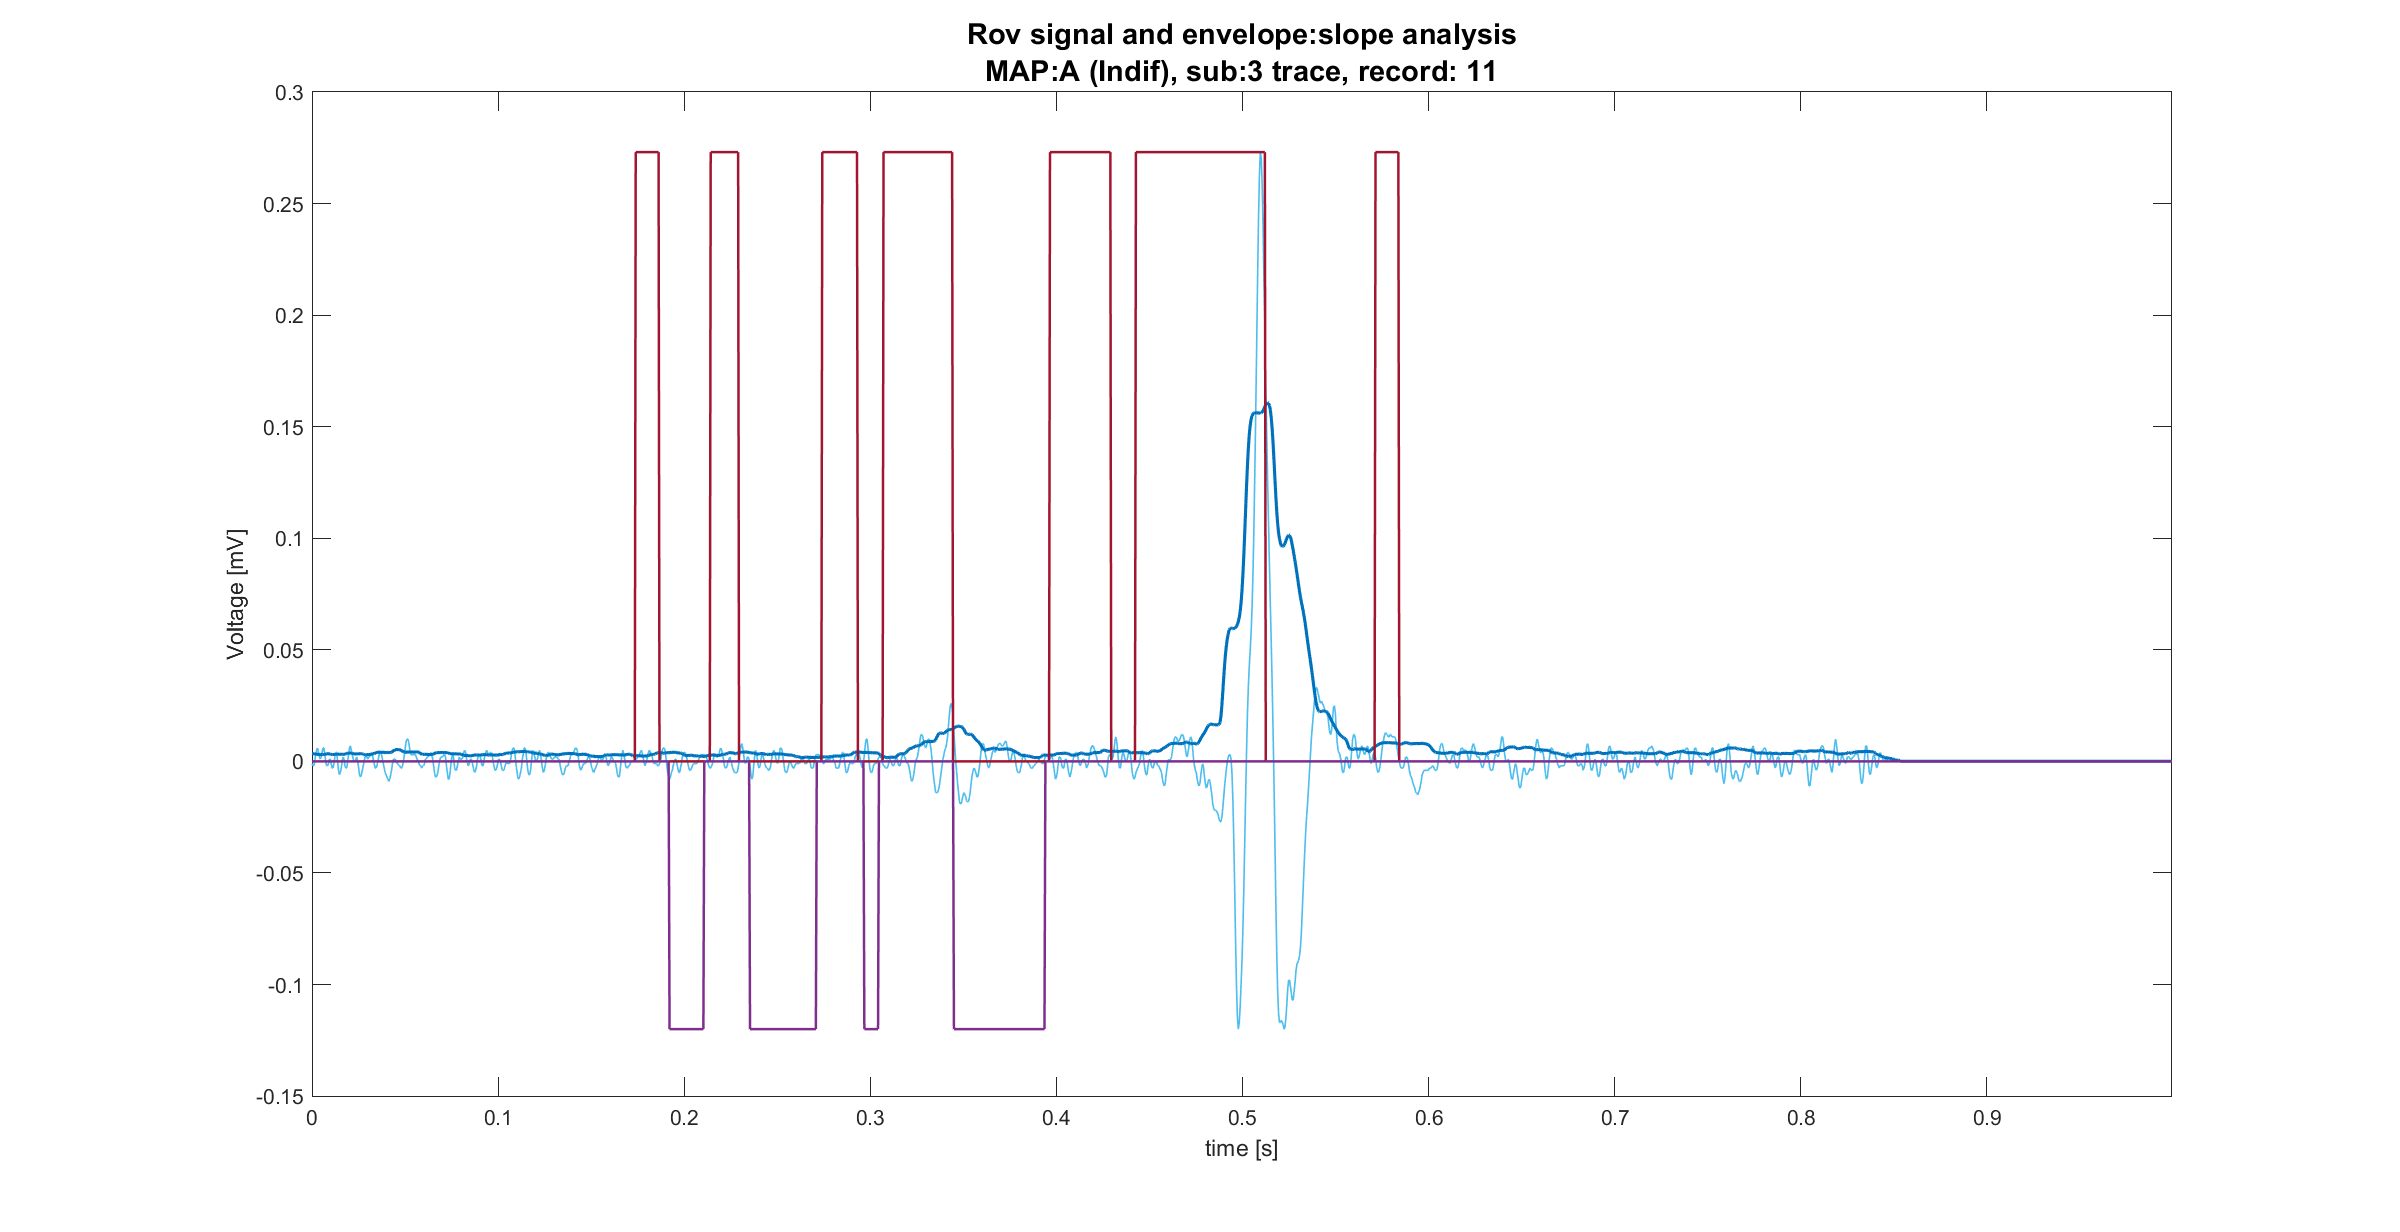 Rov signal and envelope:slope analysis
MAP:A (Indif), sub:3 trace, record: 11
0.3
0.25
0.2
0.15
0.1
0.05
0
-0.05
-0.1
-0.15
Voltage [mV]
0 0.1 0.2 0.3 0.4 0.5 0.6 0.7 0.8 0.9
time [s]